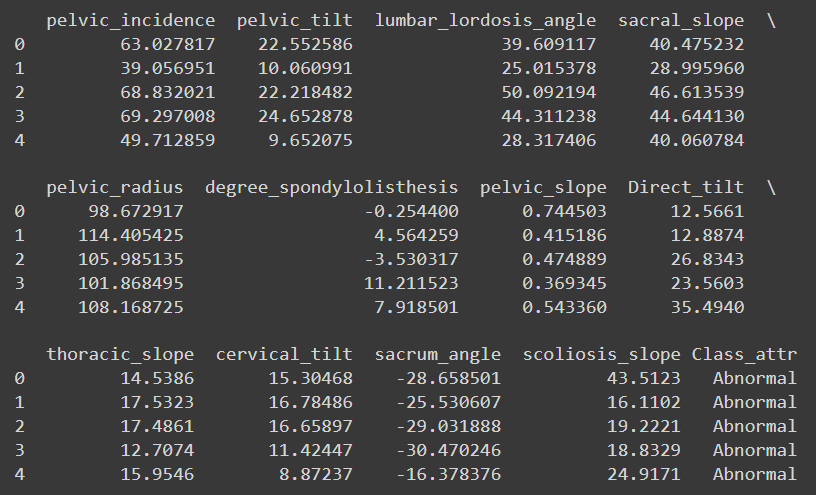 pelvic_incidence pelvic_tilt lumbar_lordosis_angle sacral_slope \
0 63.027817 22.552586 39.609117 40.475232
1 39.056951 10.060991 25.015378 28.995960
2 68.832021 22.218482 50.092194 46.613539
3 69.297008 24.652878 44.311238 44.644130
4 49.712859 9.652075 28.317406 40.060784
pelvic_radius degree_spondylolisthesis pelvic_slope Direct_tilt \
0 98.672917 -0.254400 0.744503 12.5661
1 114.405425 4.564259 0.415186 12.8874
2 105.985135 -3.530317 0.474889 26.8343
3 101.868495 11.211523 0.369345 23.5603
4 108.168725 7.918501 0.543360 35.4940
thoracic_slope cervical_tilt sacrum_angle scoliosis_slope Class_attr
0 14.5386 15.30468 -28.658501 43.5123 Abnormal
1 17.5323 16.78486 -25.530607 16.1102 Abnormal
2 17.4861 16.65897 -29.031888 19.2221 Abnormal
3 12.7074 11.42447 -30.470246 18.8329 Abnormal
4 15.9546 8.87237 -16.378376 24.9171 Abnormal